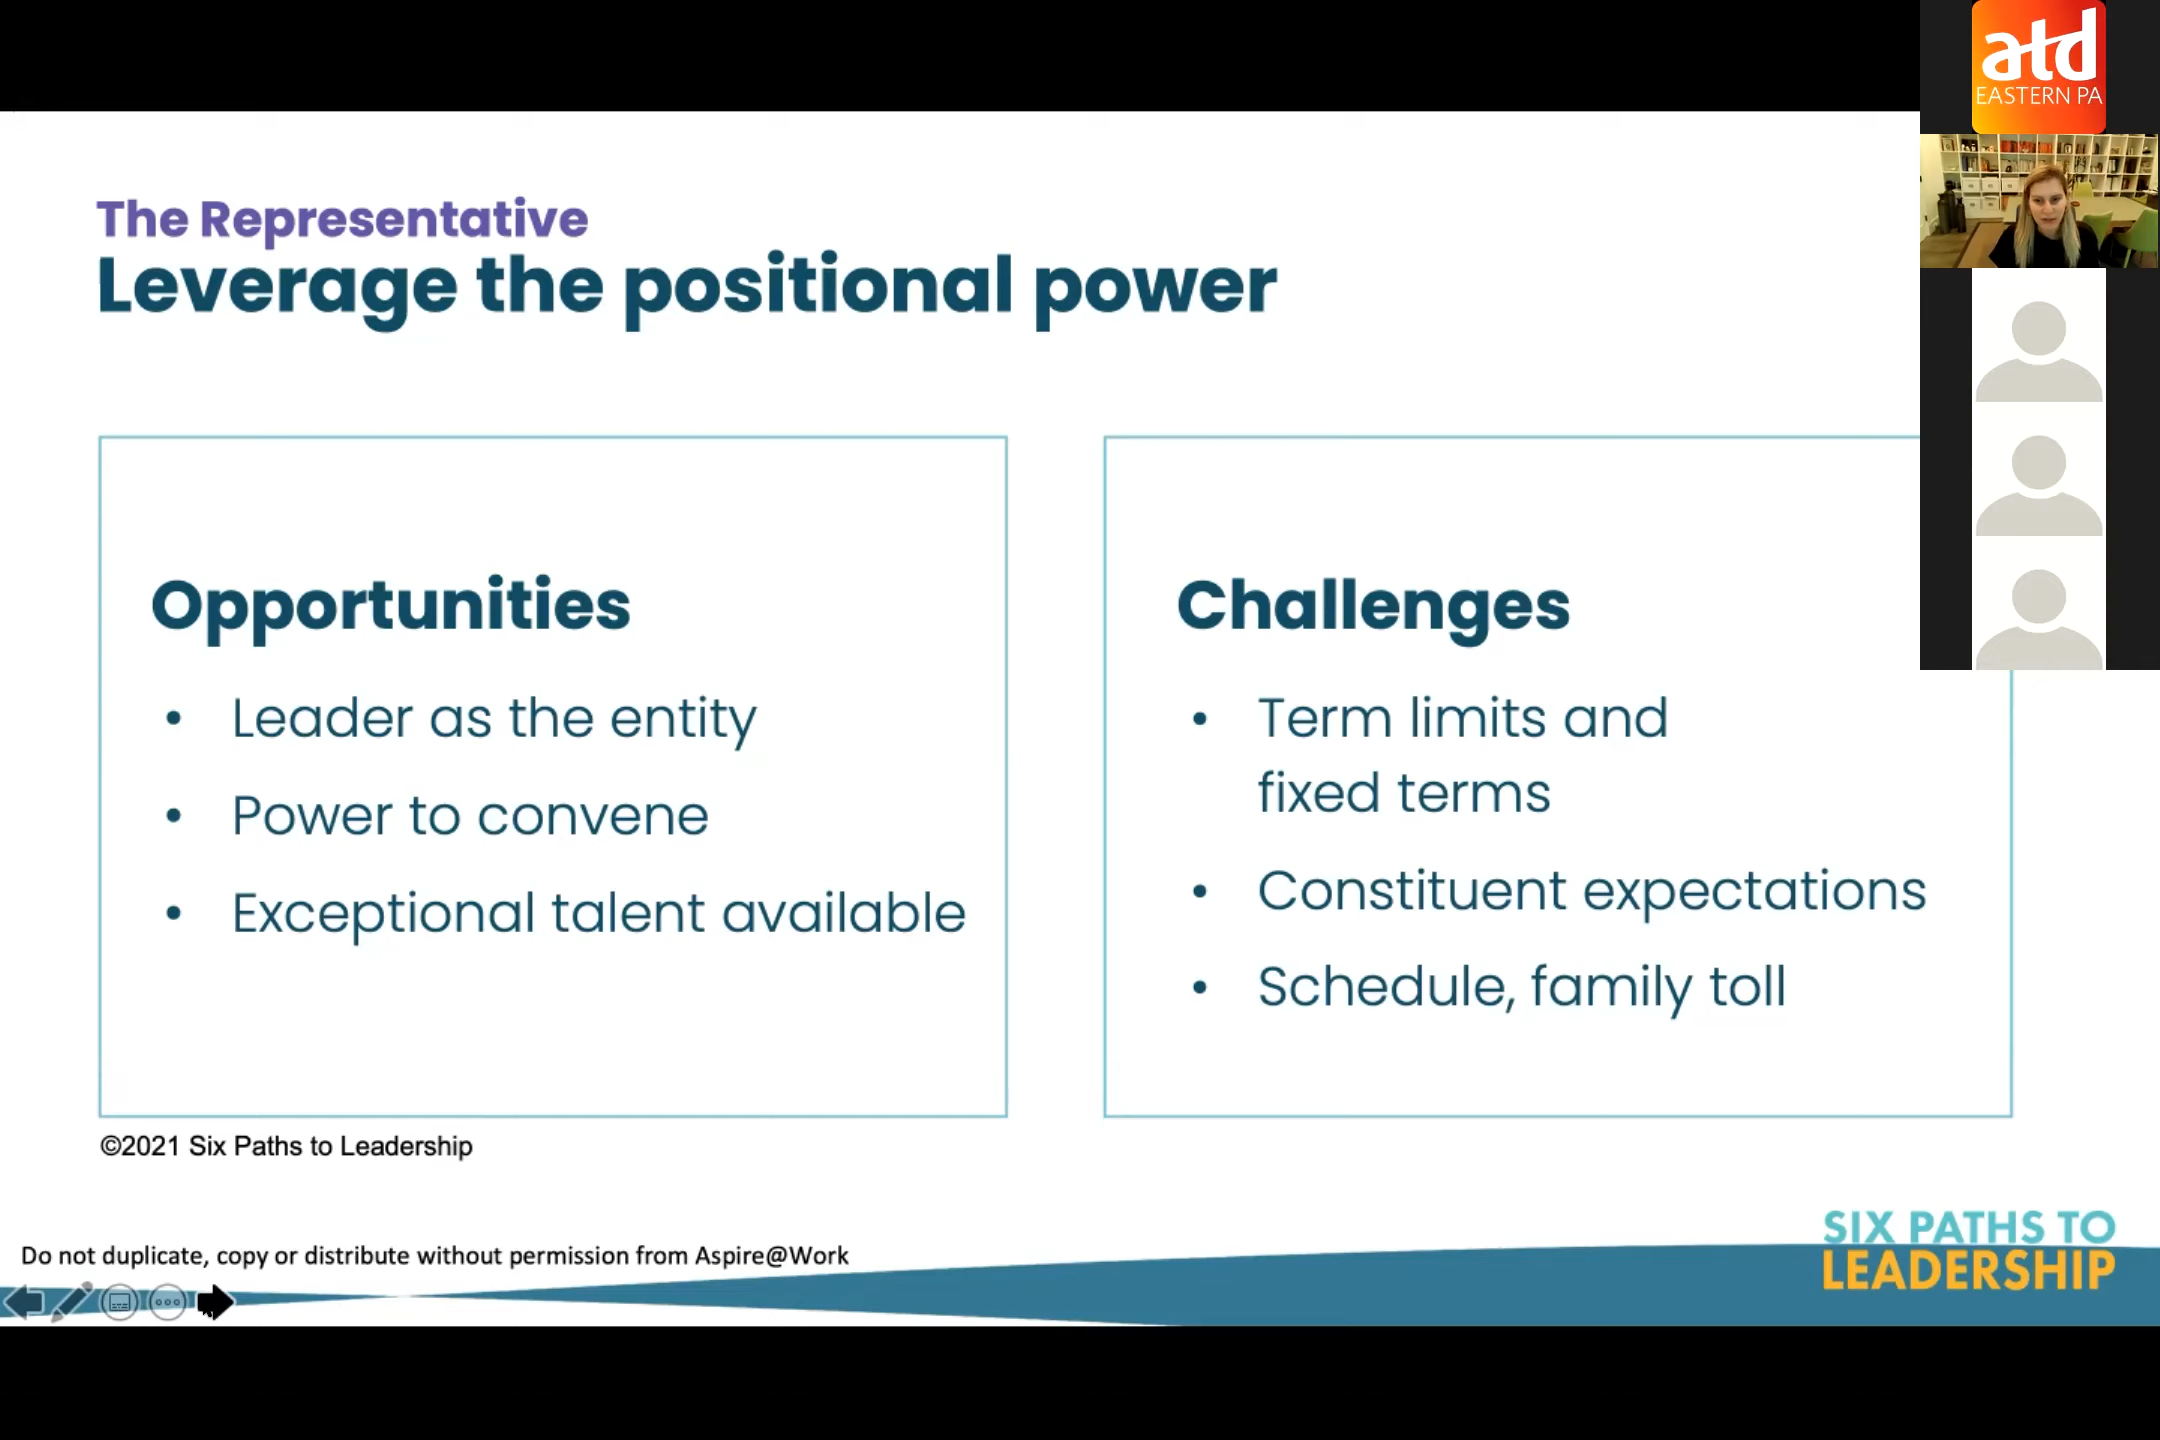 atd
EASTERN PA
The Representative
Leverage the positional power
Opportunities
• Leader as the entity
• Power to convene
• Exceptional talent available
Challenges
• Term limits and
fixed terms
• Constituent expectations
• Schedule, family toll
©2021 Six Paths to Leadership
Do not duplicate, copy or distribute without permission from Aspire@Work
SIX PATHS TO
LEADERSHIP